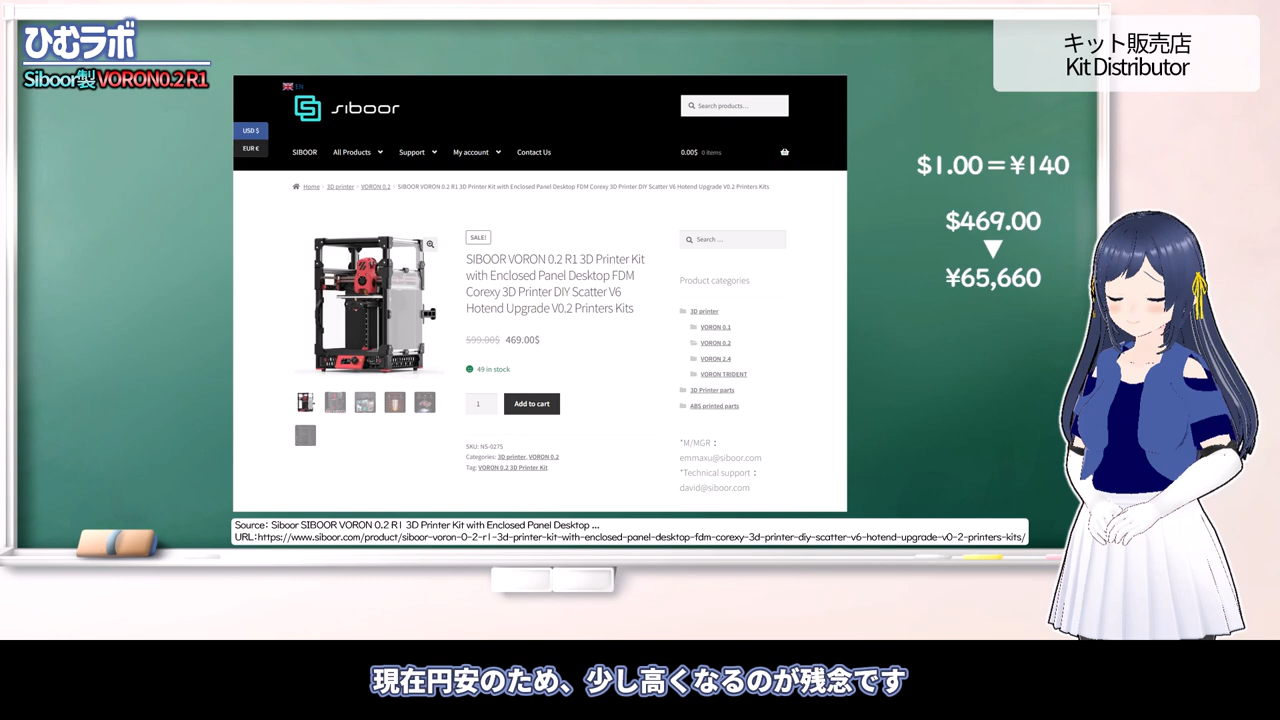 ひむラボ
Siboor製 VORON0.2 R1
キット販売店
Kit Distributor
EN
siboor
Search products...
USD $
EUR €
SIBOOR
All Products
Support
My account
Contact Us
0.00$ 0 items
Home 3D printer VORON 0.2 SIBOOR VORON 0.2 R1 3D Printer Kit with Enclosed Panel Desktop FDM Corexy 3D Printer DIY Scatter V6 Hotend Upgrade V0.2 Printers Kits
SALE!
SIBOOR VORON 0.2 R1 3D Printer Kit
with Enclosed Panel Desktop FDM
Corexy 3D Printer DIY Scatter V6
Hotend Upgrade V0.2 Printers Kits
599.00$ 469.00$
49 in stock
1
Add to cart
SKU: NS-0275
Categories: 3D printer, VORON 0.2
Tag: VORON 0.2 3D Printer Kit
Search ...
Product categories
3D printer
VORON 0.1
VORON 0.2
VORON 2.4
VORON TRIDENT
3D Printer parts
ABS printed parts
*M/MGR：
emmaxu@siboor.com
*Technical support：
david@siboor.com
$1.00＝¥140
$469.00
▼
¥65,660
Source: Siboor SIBOOR VORON 0.2 R1 3D Printer Kit with Enclosed Panel Desktop ...
URL:https://www.siboor.com/product/siboor-voron-0-2-r1-3d-printer-kit-with-enclosed-panel-desktop-fdm-corexy-3d-printer-diy-scatter-v6-hotend-upgrade-v0-2-printers-kits/
現在円安のため、少し高くなるのが残念です